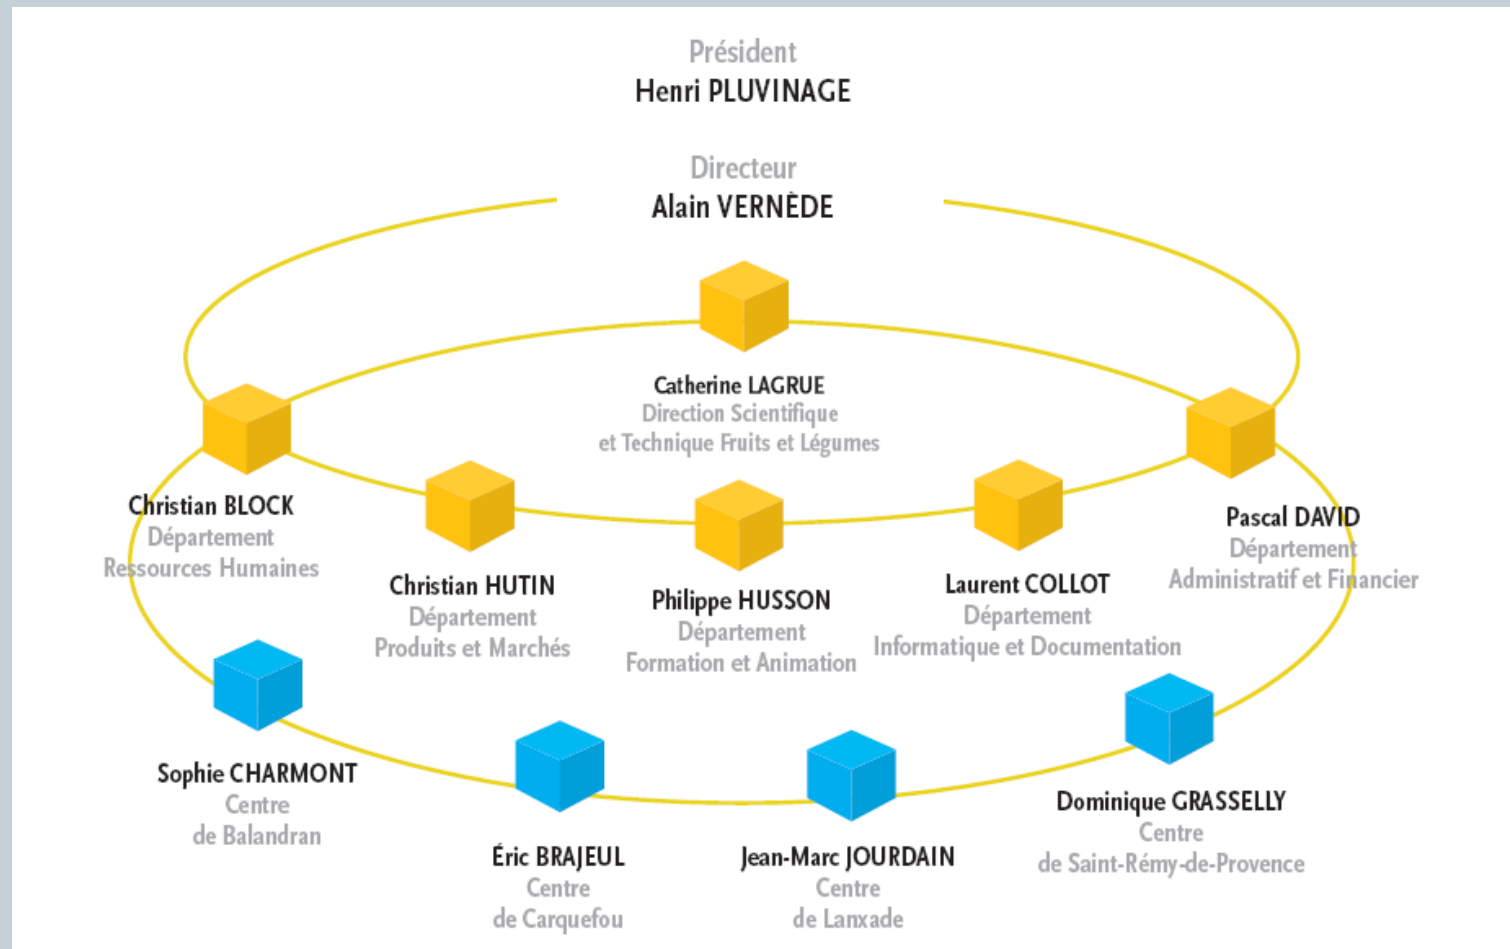 Président
Henri PLUVINAGE
Directeur
Alain VERNÈDE
Catherine LAGRUE
Direction Scientifique
et Technique Fruits et Légumes
Christian BLOCK
Département
Ressources Humaines
Christian HUTIN
Département
Produits et Marchés
Philippe HUSSON
Département
Formation et Animation
Laurent COLLOT
Département
Informatique et Documentation
Pascal DAVID
Département
Administratif et Financier
Sophie CHARMONT
Centre
de Balandran
Éric BRAJEUL
Centre
de Carquefou
Jean-Marc JOURDAIN
Centre
de Lanxade
Dominique GRASSELLY
Centre
de Saint-Rémy-de-Provence